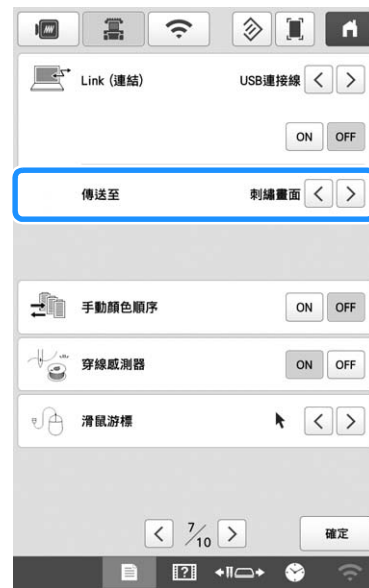 Link (連結) USB連接線
ON OFF
傳送至 刺繡畫面
手動顏色順序 ON OFF
穿線感測器 ON OFF
滑鼠游標
7/10 確定